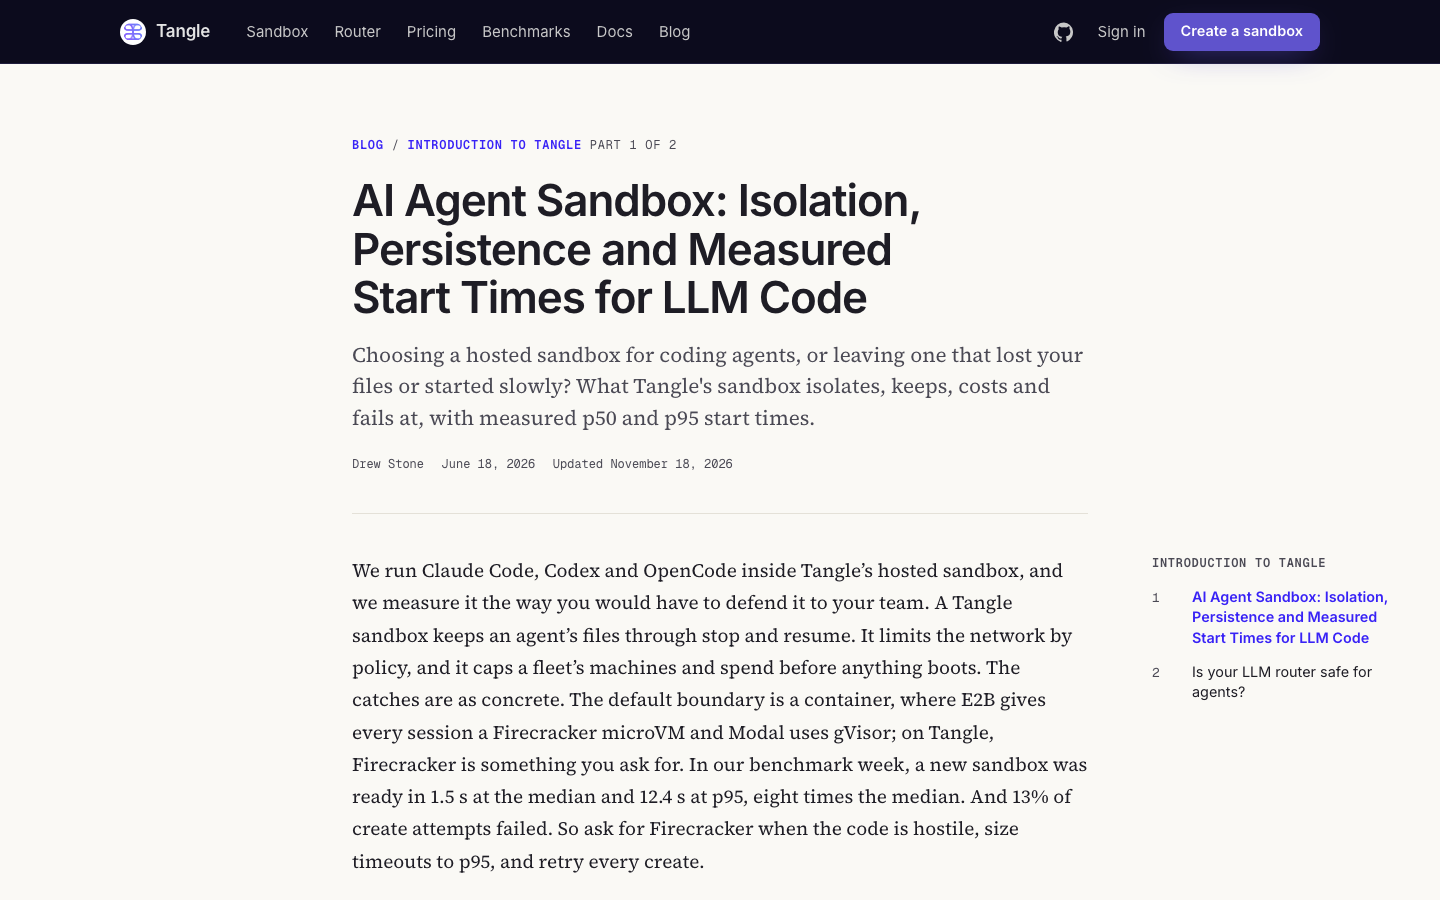 Tangle
Sandbox
Router
Pricing
Benchmarks
Docs
Blog
Sign in
Create a sandbox
BLOG / INTRODUCTION TO TANGLE PART 1 OF 2
AI Agent Sandbox: Isolation,
Persistence and Measured
Start Times for LLM Code
Choosing a hosted sandbox for coding agents, or leaving one that lost your
files or started slowly? What Tangle's sandbox isolates, keeps, costs and
fails at, with measured p50 and p95 start times.
Drew Stone June 18, 2026 Updated November 18, 2026
We run Claude Code, Codex and OpenCode inside Tangle’s hosted sandbox, and
we measure it the way you would have to defend it to your team. A Tangle
sandbox keeps an agent’s files through stop and resume. It limits the network by
policy, and it caps a fleet’s machines and spend before anything boots. The
catches are as concrete. The default boundary is a container, where E2B gives
every session a Firecracker microVM and Modal uses gVisor; on Tangle,
Firecracker is something you ask for. In our benchmark week, a new sandbox was
ready in 1.5 s at the median and 12.4 s at p95, eight times the median. And 13% of
create attempts failed. So ask for Firecracker when the code is hostile, size
timeouts to p95, and retry every create.
INTRODUCTION TO TANGLE
1 AI Agent Sandbox: Isolation,
Persistence and Measured
Start Times for LLM Code
2 Is your LLM router safe for
agents?